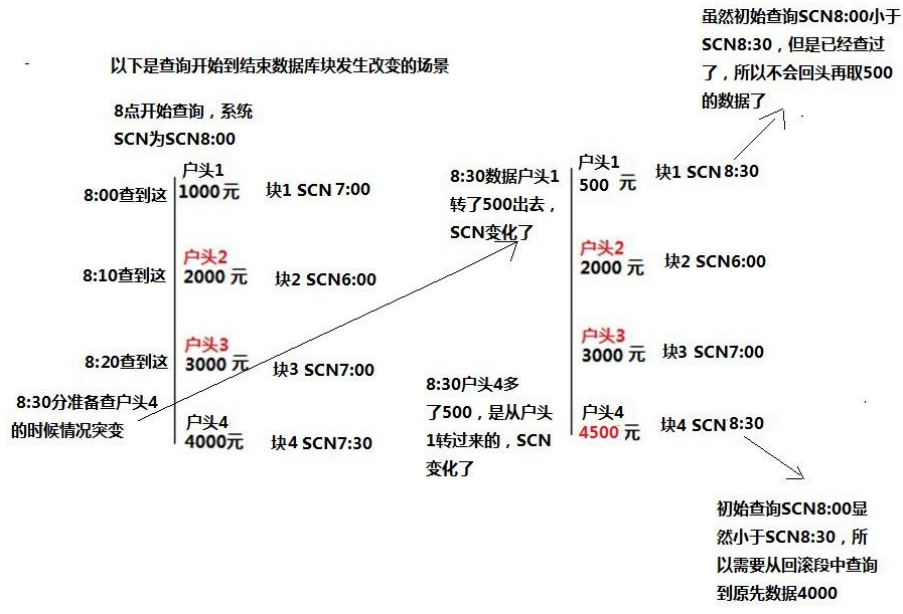 虽然初始查询SCN8:00小于
SCN8:30，但是已经查过
了，所以不会回头再取500
的数据了
以下是查询开始到结束数据库块发生改变的场景
8点开始查询，系统
SCN为SCN8:00
户头1
8:00查到这 1000元 块1 SCN 7:00
户头2
8:10查到这 2000 元 块2 SCN6:00
户头3
8:20查到这 3000 元 块3 SCN7:00
8:30分准备查户头4
的时候情况突变
户头4
4000元 块4 SCN7:30
8:30数据户头1
转了500出去，
SCN变化了
户头1
500 元 块1 SCN 8:30
户头2
2000 元 块2 SCN6:00
户头3
3000 元 块3 SCN7:00
8:30户头4多
了500，是从户头
1转过来的，SCN
变化了
户头4
4500 元 块4 SCN 8:30
初始查询SCN8:00显
然小于SCN8:30，所
以需要从回滚段中查询
到原先数据4000